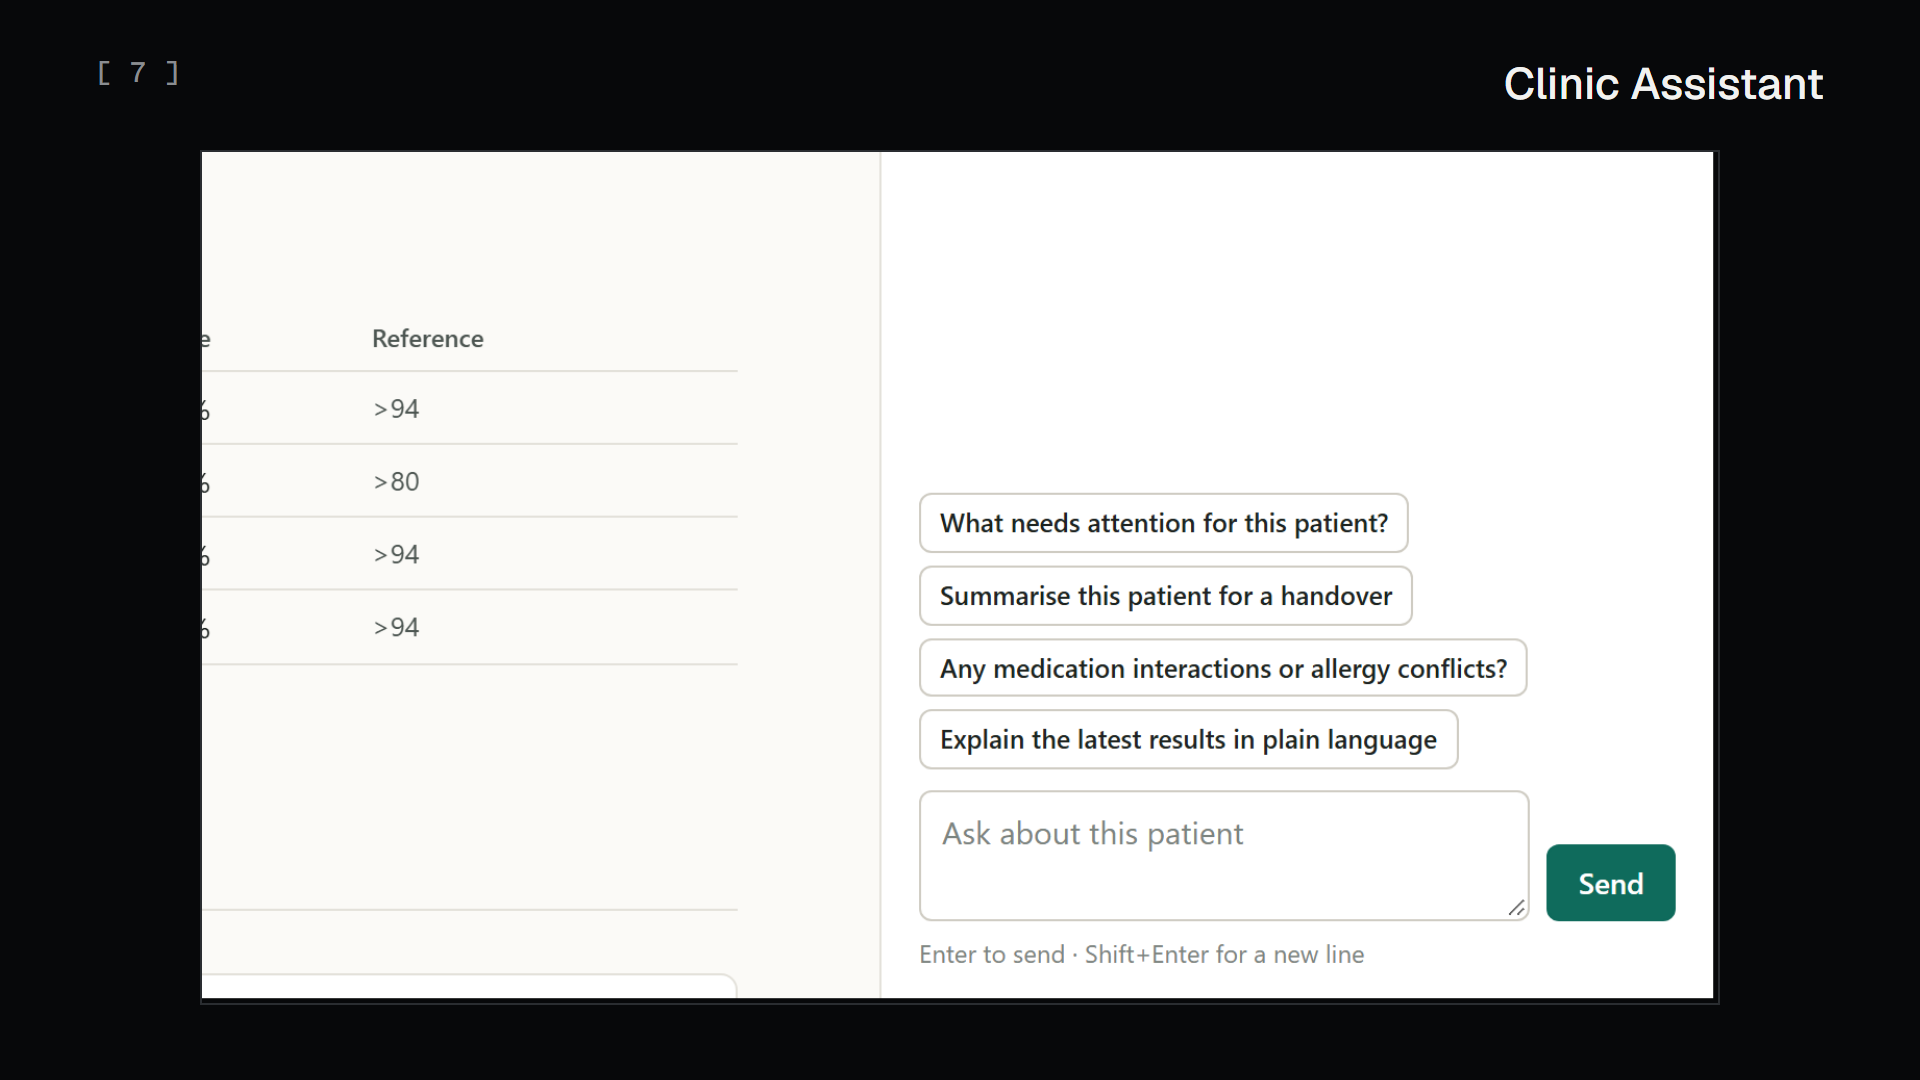 [ 7 ]
Clinic Assistant
Reference
>94
>80
>94
>94
What needs attention for this patient?
Summarise this patient for a handover
Any medication interactions or allergy conflicts?
Explain the latest results in plain language
Ask about this patient
Send
Enter to send · Shift+Enter for a new line